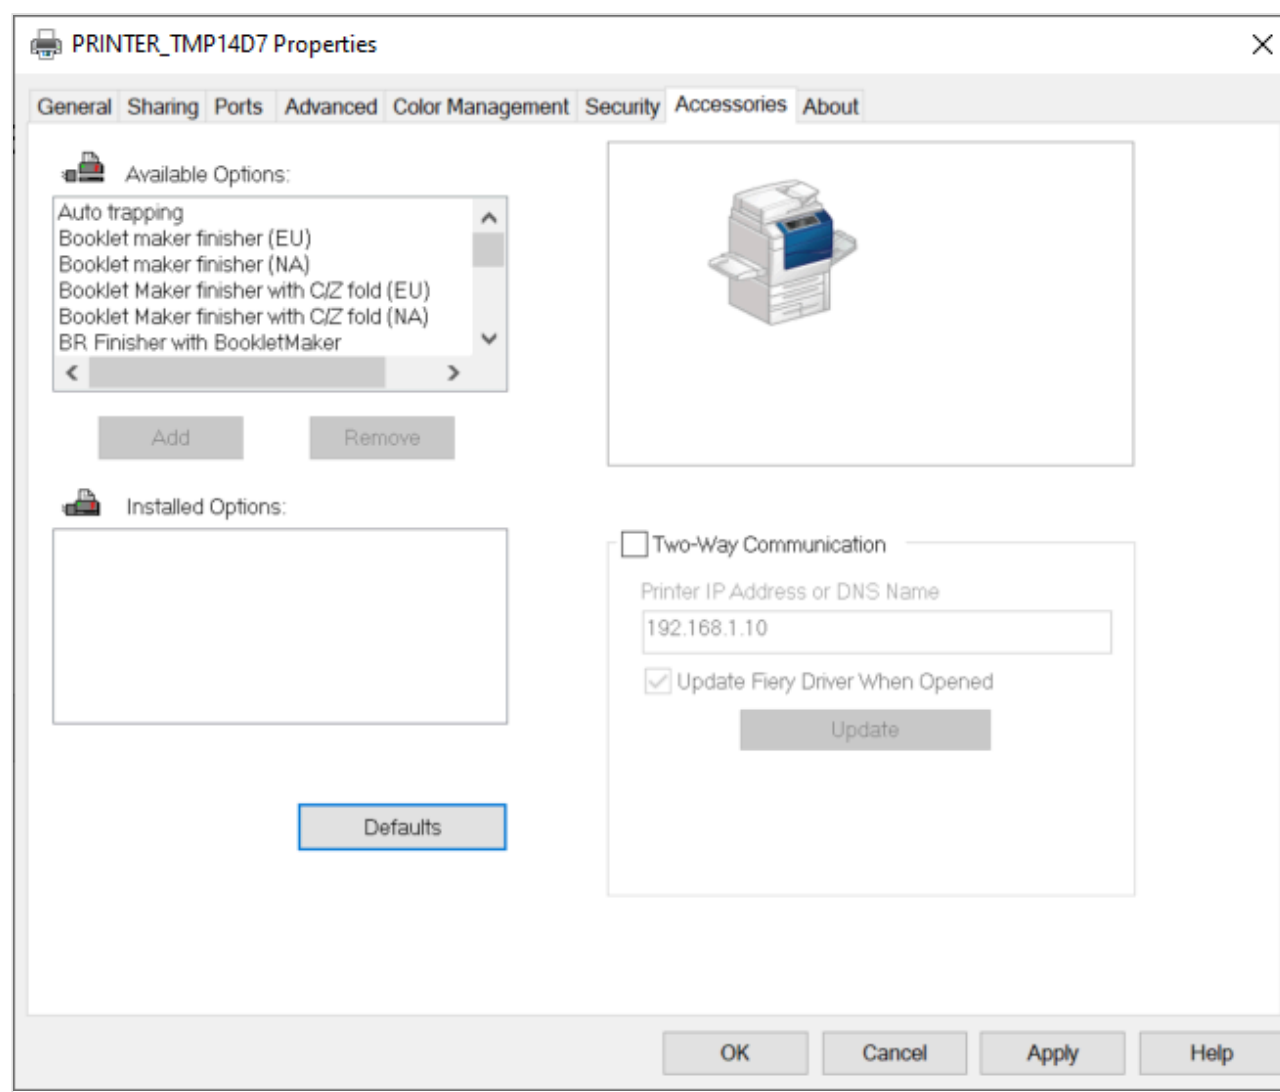 PRINTER_TMP14D7 Properties
General Sharing Ports Advanced Color Management Security Accessories About
Available Options:
Auto trapping
Booklet maker finisher (EU)
Booklet maker finisher (NA)
Booklet Maker finisher with C/Z fold (EU)
Booklet Maker finisher with C/Z fold (NA)
BR Finisher with BookletMaker
Add Remove
Installed Options:
Two-Way Communication
Printer IP Address or DNS Name
192.168.1.10
Update Fiery Driver When Opened
Update
Defaults
OK Cancel Apply Help